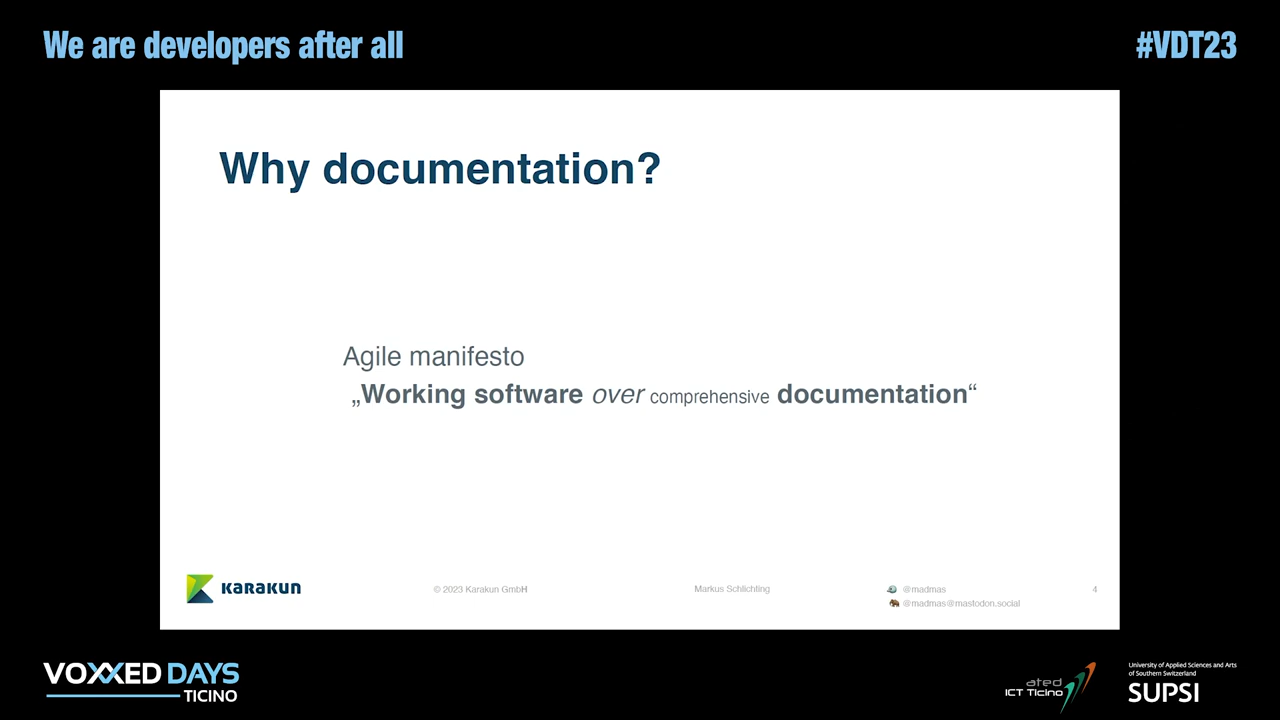 We are developers after all
#VDT23
Why documentation?
Agile manifesto
„Working software over comprehensive documentation“
KARAKUN
© 2023 Karakun GmbH
Markus Schlichting
@madmas
@madmas@mastodon.social
4
VOXXED DAYS
TICINO
ated
ICT Ticino
University of Applied Sciences and Arts
of Southern Switzerland
SUPSI